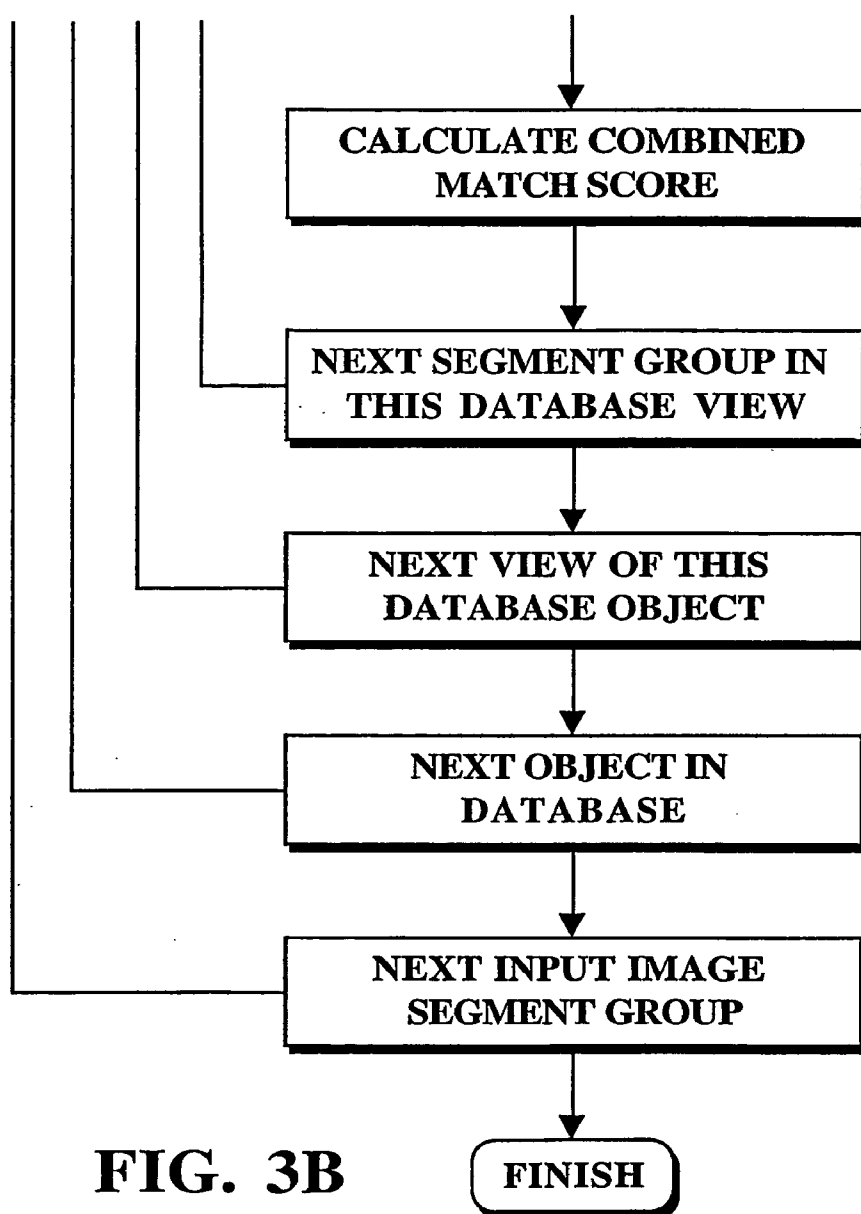 CALCULATE COMBINED
MATCH SCORE
NEXT SEGMENT GROUP IN
THIS DATABASE VIEW
NEXT VIEW OF THIS
DATABASE OBJECT
NEXT OBJECT IN
DATABASE
NEXT INPUT IMAGE
SEGMENT GROUP
FINISH
FIG. 3B